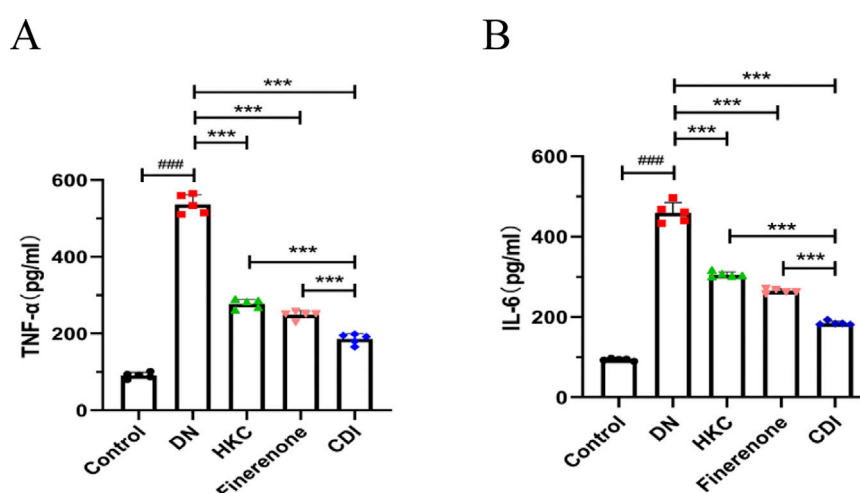 A
***
***
***
###
***
***
TNF-α(pg/ml)
600
400
200
0
Control
DN
HKC
Finerenone
CDI
B
***
***
***
###
***
***
IL-6(pg/ml)
600
400
200
0
Control
DN
HKC
Finerenone
CDI